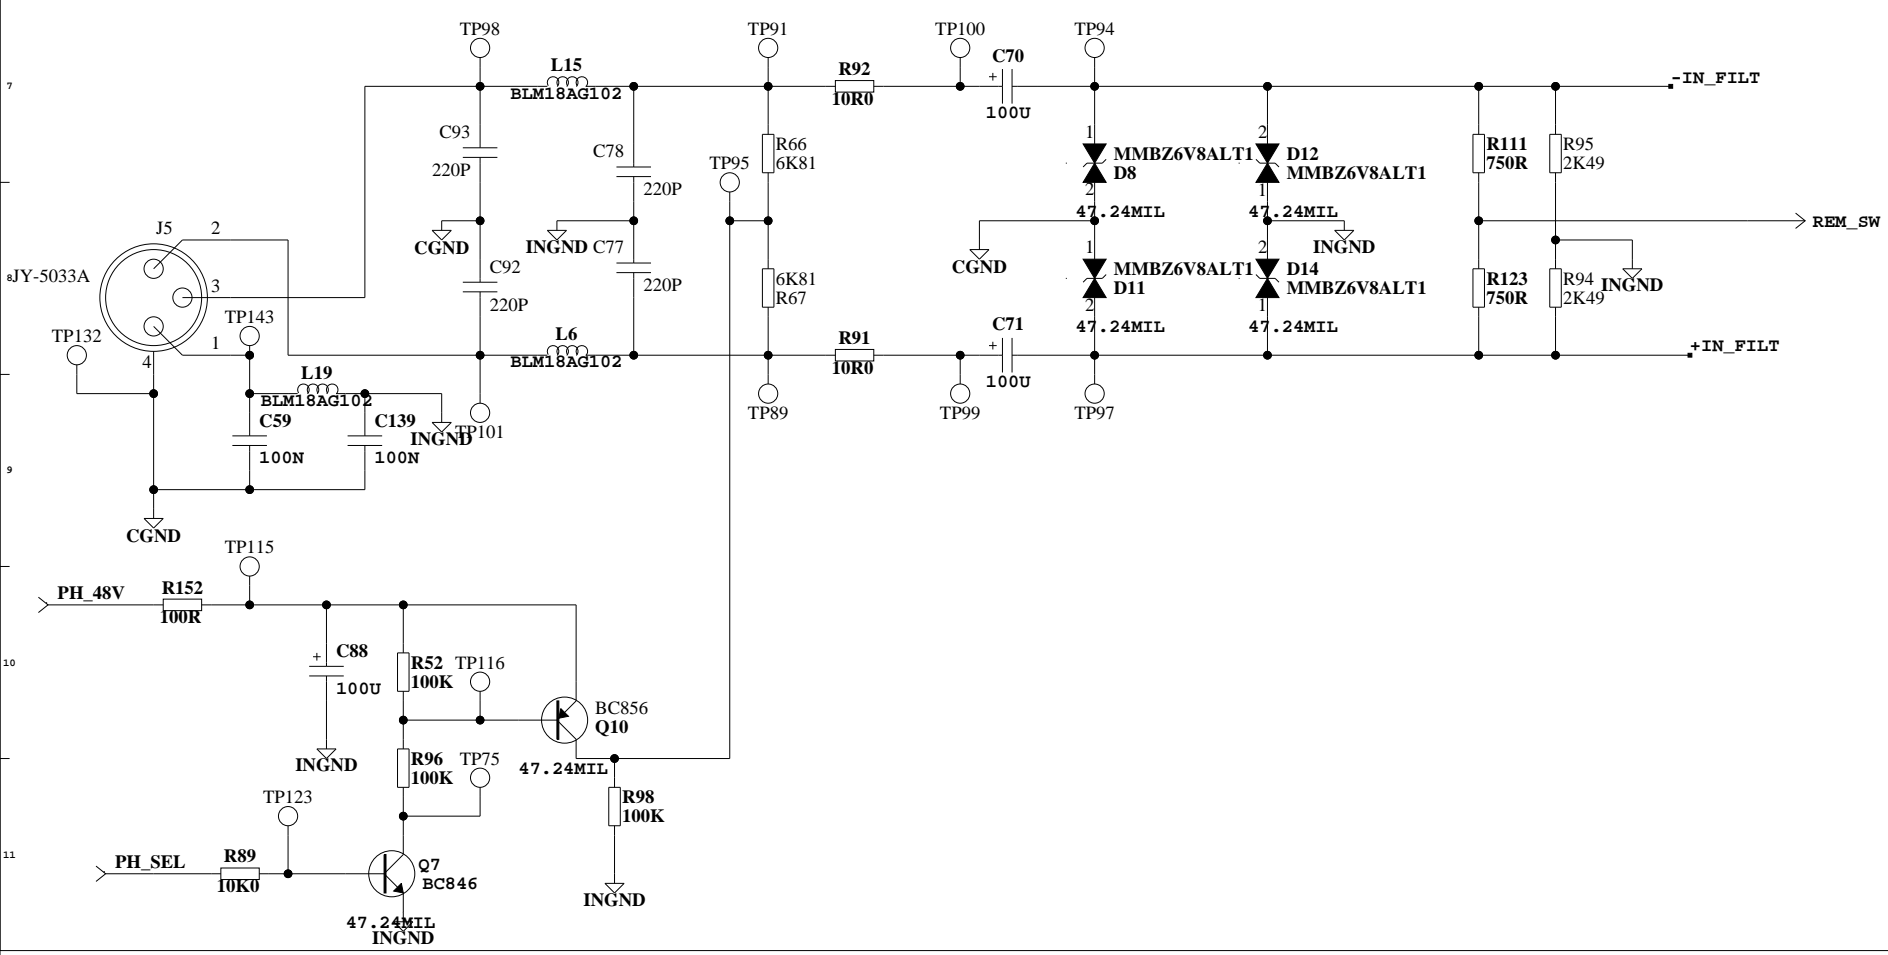 TP98
TP91
TP100
TP94
L15
BLM18AG102
R92
10R0
C70
+
100U
-IN_FILT
7
C93
220P
C78
220P
R66
6K81
TP95
1
MMBZ6V8ALT1
D8
2
47.24MIL
2
D12
MMBZ6V8ALT1
1
47.24MIL
R111
750R
R95
2K49
REM_SW
CGND
INGND
CGND
INGND
INGND
J5
2
JY-5033A
8
3
1
4
TP132
TP143
C92
220P
C77
220P
6K81
R67
1
MMBZ6V8ALT1
D11
2
47.24MIL
2
D14
MMBZ6V8ALT1
1
47.24MIL
R123
750R
R94
2K49
L6
BLM18AG102
R91
10R0
C71
+
100U
+IN_FILT
L19
BLM18AG102
C59
100N
C139
100N
INGND
TP101
TP89
TP99
TP97
9
CGND
TP115
PH_48V
R152
100R
10
+
C88
100U
INGND
R52
100K
TP116
BC856
Q10
47.24MIL
R96
100K
TP75
R98
100K
INGND
TP123
11
PH_SEL
R89
10K0
Q7
BC846
47.24MIL
INGND